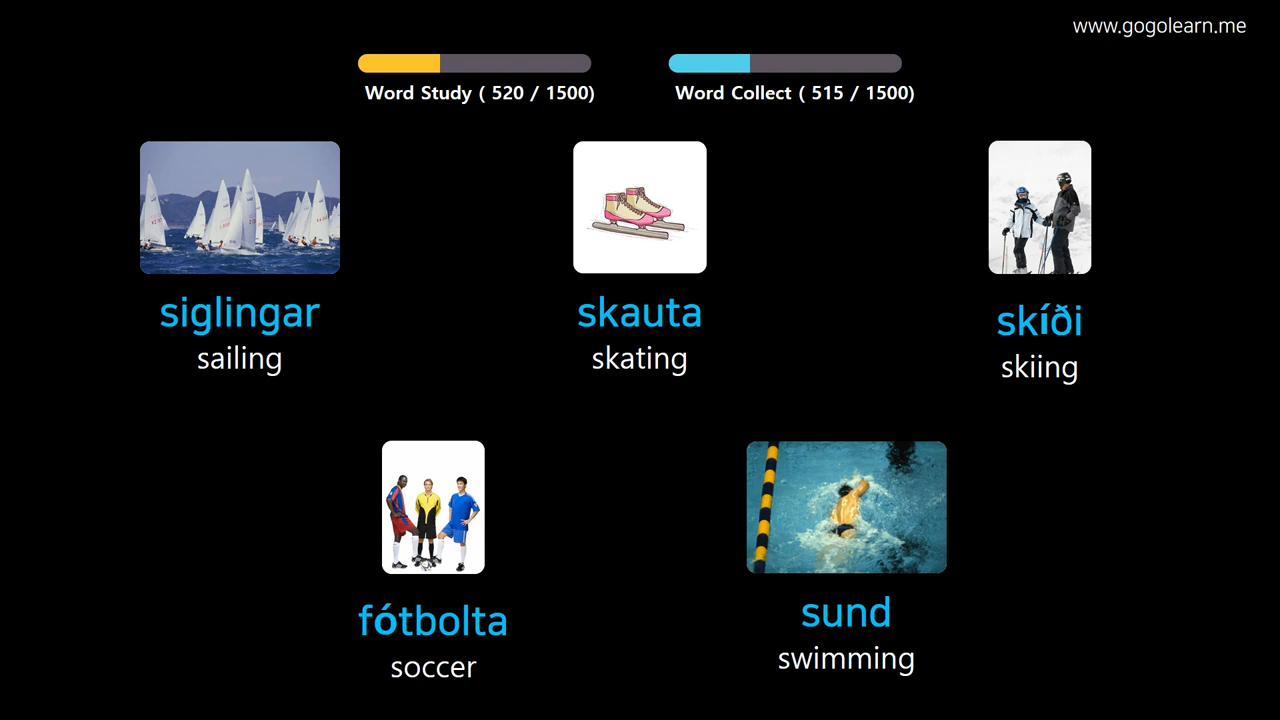 www.gogolearn.me
Word Study ( 520 / 1500)
Word Collect ( 515 / 1500)
siglingar
sailing
skauta
skating
skíði
skiing
fótbolta
soccer
sund
swimming